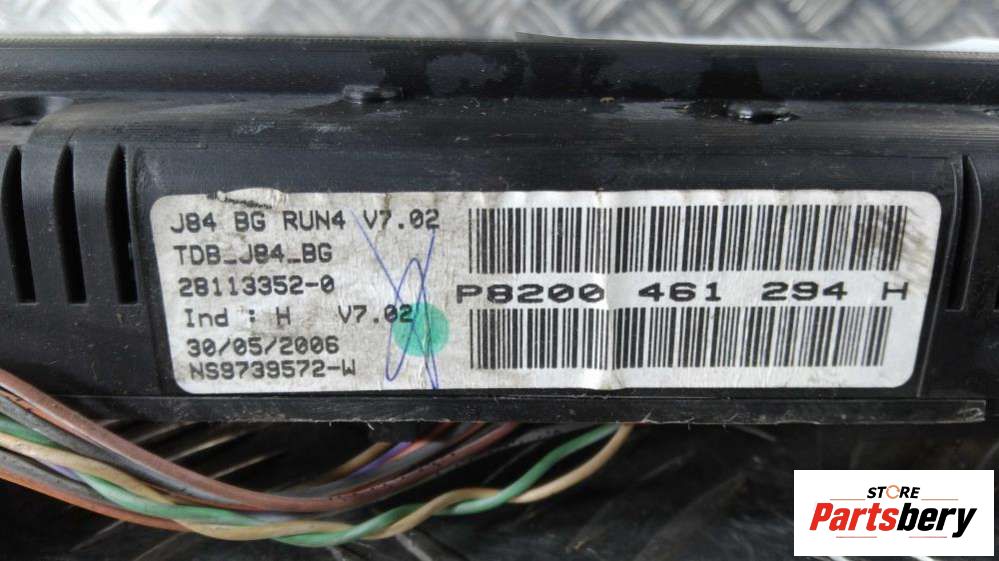 J84 BG RUN4 V7.02
TDB_J84_BG
28113352-0
Ind : H V7.02
30/05/2006
NS9739572-W
P8200 461 294 H
STORE
Partsbery